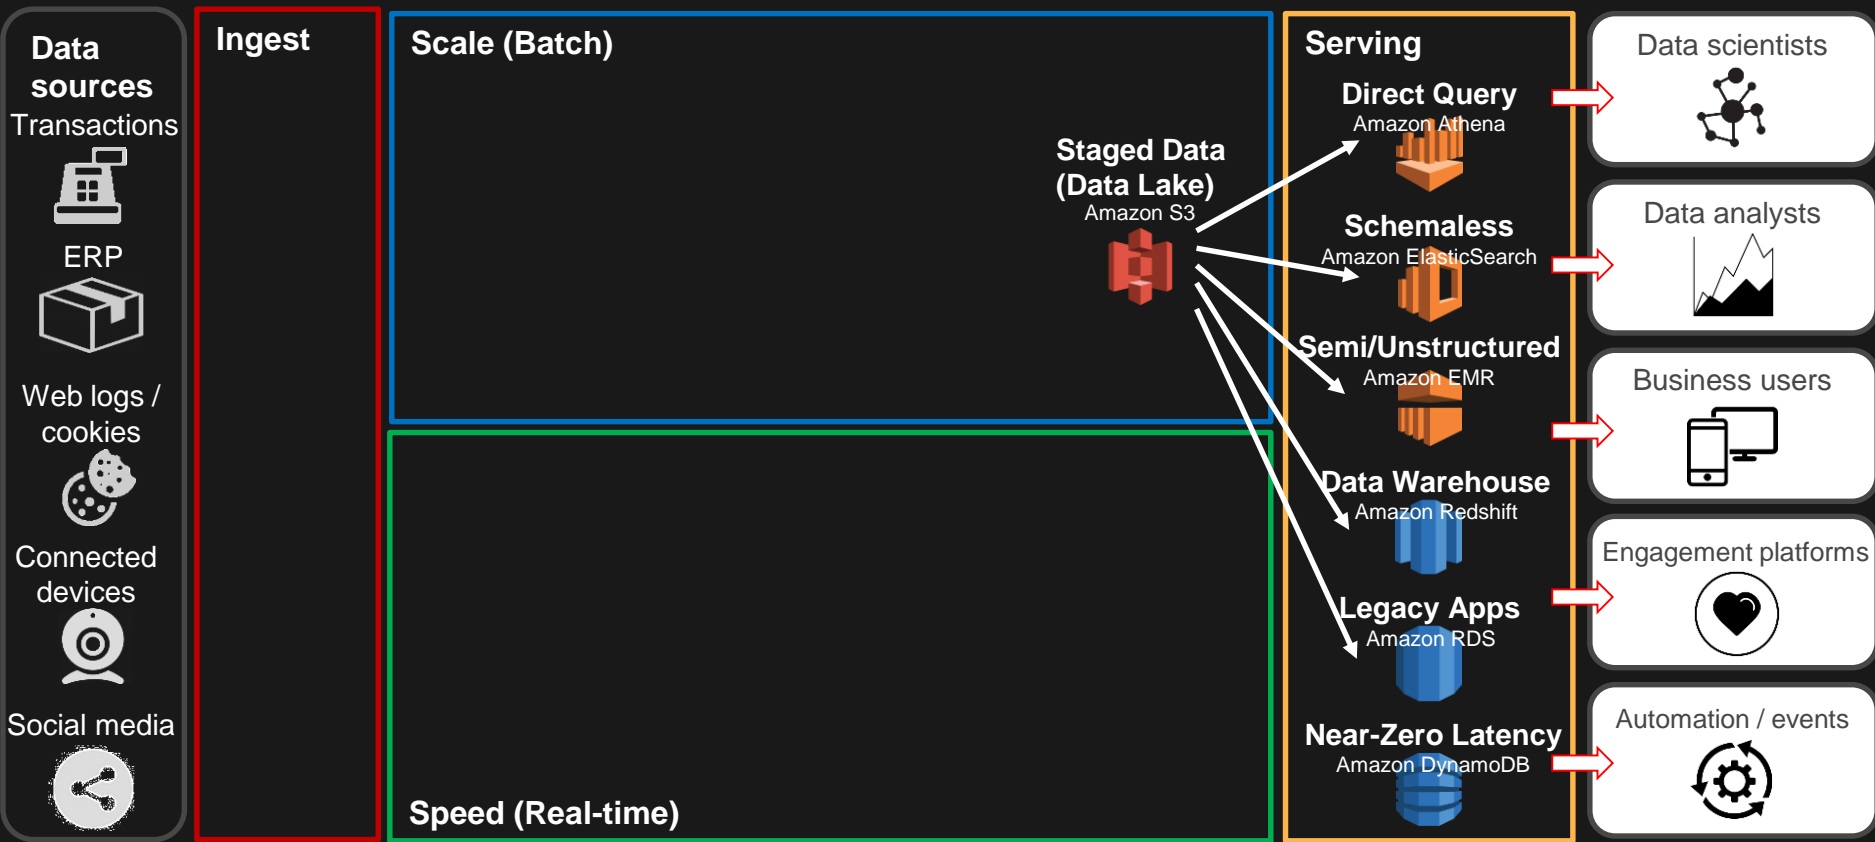 Data
sources
Transactions
ERP
Web logs /
cookies
Connected
devices
Social media
Ingest
Scale (Batch)
Staged Data
(Data Lake)
Amazon S3
Speed (Real-time)
Serving
Direct Query
Amazon Athena
Schemaless
Amazon ElasticSearch
Semi/Unstructured
Amazon EMR
Data Warehouse
Amazon Redshift
Legacy Apps
Amazon RDS
Near-Zero Latency
Amazon DynamoDB
Data scientists
Data analysts
Business users
Engagement platforms
Automation / events